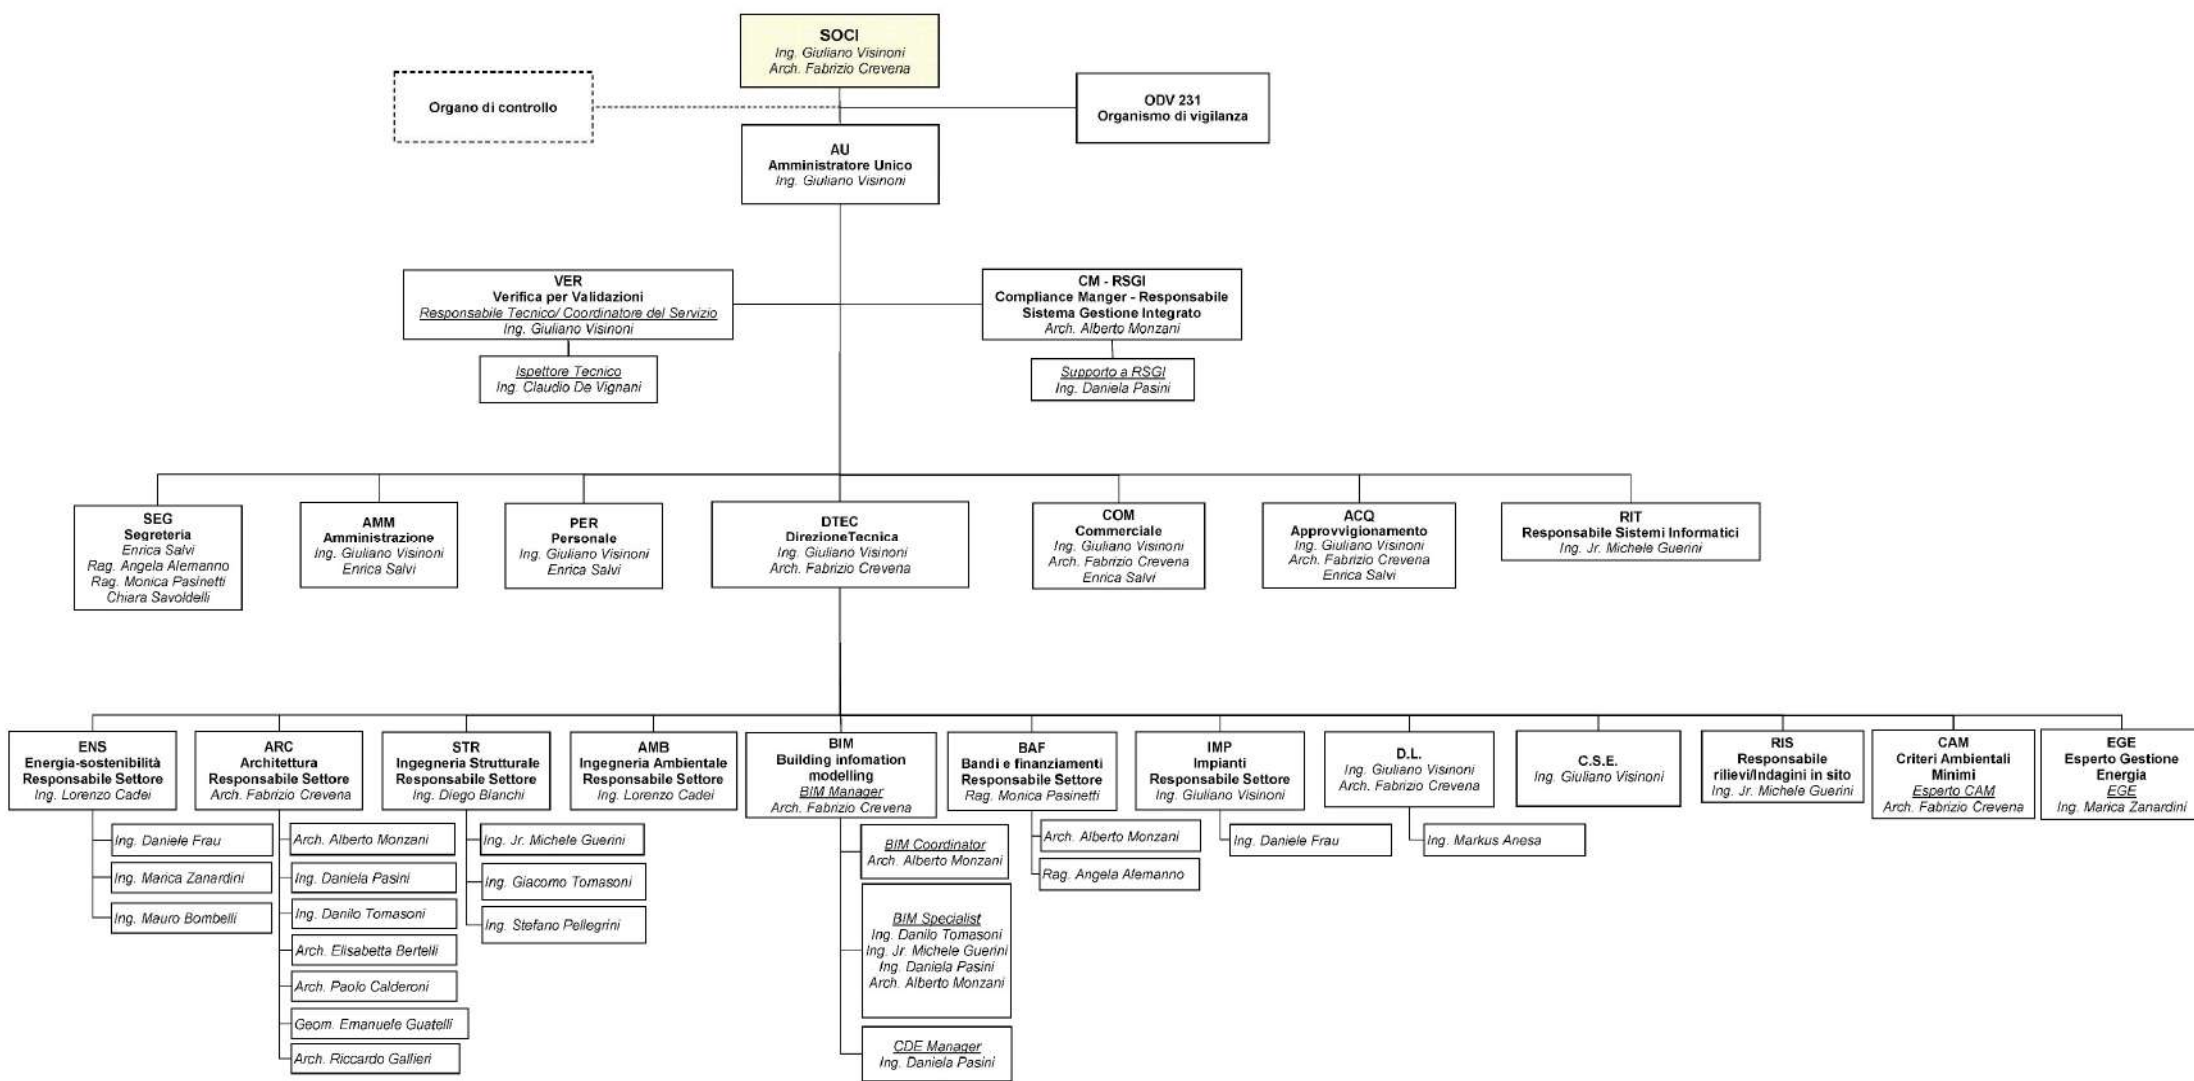 SOCI
Ing. Giuliano Visinoni
Arch. Fabrizio Crevena
Organo di controllo
ODV 231
Organismo di vigilanza
AU
Amministratore Unico
Ing. Giuliano Visinoni
VER
Verifica per Validazioni
Responsabile Tecnico/ Coordinatore del Servizio
Ing. Giuliano Visinoni
CM - RSGI
Compliance Manger - Responsabile
Sistema Gestione Integrato
Arch. Alberto Monzani
Ispettore Tecnico
Ing. Claudio De Vignani
Supporto a RSGI
Ing. Daniela Pasini
SEG
Segreteria
Enrica Salvi
Rag. Angela Alemanno
Rag. Monica Pasinetti
Chiara Savoldelli
AMM
Amministrazione
Ing. Giuliano Visinoni
Enrica Salvi
PER
Personale
Ing. Giuliano Visinoni
Enrica Salvi
DTEC
DirezioneTecnica
Ing. Giuliano Visinoni
Arch. Fabrizio Crevena
COM
Commerciale
Ing. Giuliano Visinoni
Arch. Fabrizio Crevena
Enrica Salvi
ACQ
Approvvigionamento
Ing. Giuliano Visinoni
Arch. Fabrizio Crevena
Enrica Salvi
RIT
Responsabile Sistemi Informatici
Ing. Jr. Michele Guerini
ENS
Energia-sostenibilità
Responsabile Settore
Ing. Lorenzo Cadei
Ing. Daniele Frau
Ing. Marica Zanardini
Ing. Mauro Bombelli
ARC
Architettura
Responsabile Settore
Arch. Fabrizio Crevena
Arch. Alberto Monzani
Ing. Daniela Pasini
Ing. Danilo Tomasoni
Arch. Elisabetta Bertelli
Arch. Paolo Calderoni
Geom. Emanuele Guatelli
Arch. Riccardo Gallieri
STR
Ingegneria Strutturale
Responsabile Settore
Ing. Diego Bianchi
Ing. Jr. Michele Guerini
Ing. Giacomo Tomasoni
Ing. Stefano Pellegrini
AMB
Ingegneria Ambientale
Responsabile Settore
Ing. Lorenzo Cadei
BIM
Building infomation
modelling
BIM Manager
Arch. Fabrizio Crevena
BIM Coordinator
Arch. Alberto Monzani
BIM Specialist
Ing. Danilo Tomasoni
Ing. Jr. Michele Guerini
Ing. Daniela Pasini
Arch. Alberto Monzani
CDE Manager
Ing. Daniela Pasini
BAF
Bandi e finanziamenti
Responsabile Settore
Rag. Monica Pasinetti
Arch. Alberto Monzani
Rag. Angela Alemanno
IMP
Impianti
Responsabile Settore
Ing. Giuliano Visinoni
Ing. Daniele Frau
D.L.
Ing. Giuliano Visinoni
Arch. Fabrizio Crevena
Ing. Markus Anesa
C.S.E.
Ing. Giuliano Visinoni
RIS
Responsabile
rilievi/Indagini in sito
Ing. Jr. Michele Guerini
CAM
Criteri Ambientali
Minimi
Esperto CAM
Arch. Fabrizio Crevena
EGE
Esperto Gestione
Energia
EGE
Ing. Marica Zanardini